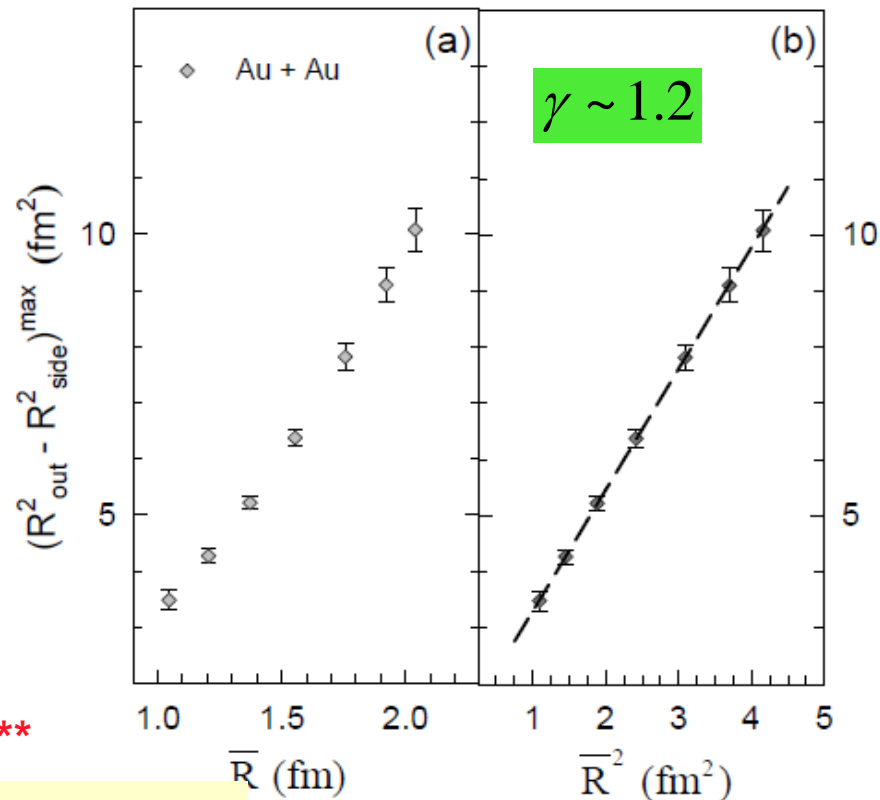 (a)
Au + Au
(b)
γ ~ 1.2
(R²out - R²side)max (fm²)
10
5
10
5
1.0 1.5 2.0
1 2 3 4 5
**
R̅ (fm)
R̅² (fm²)